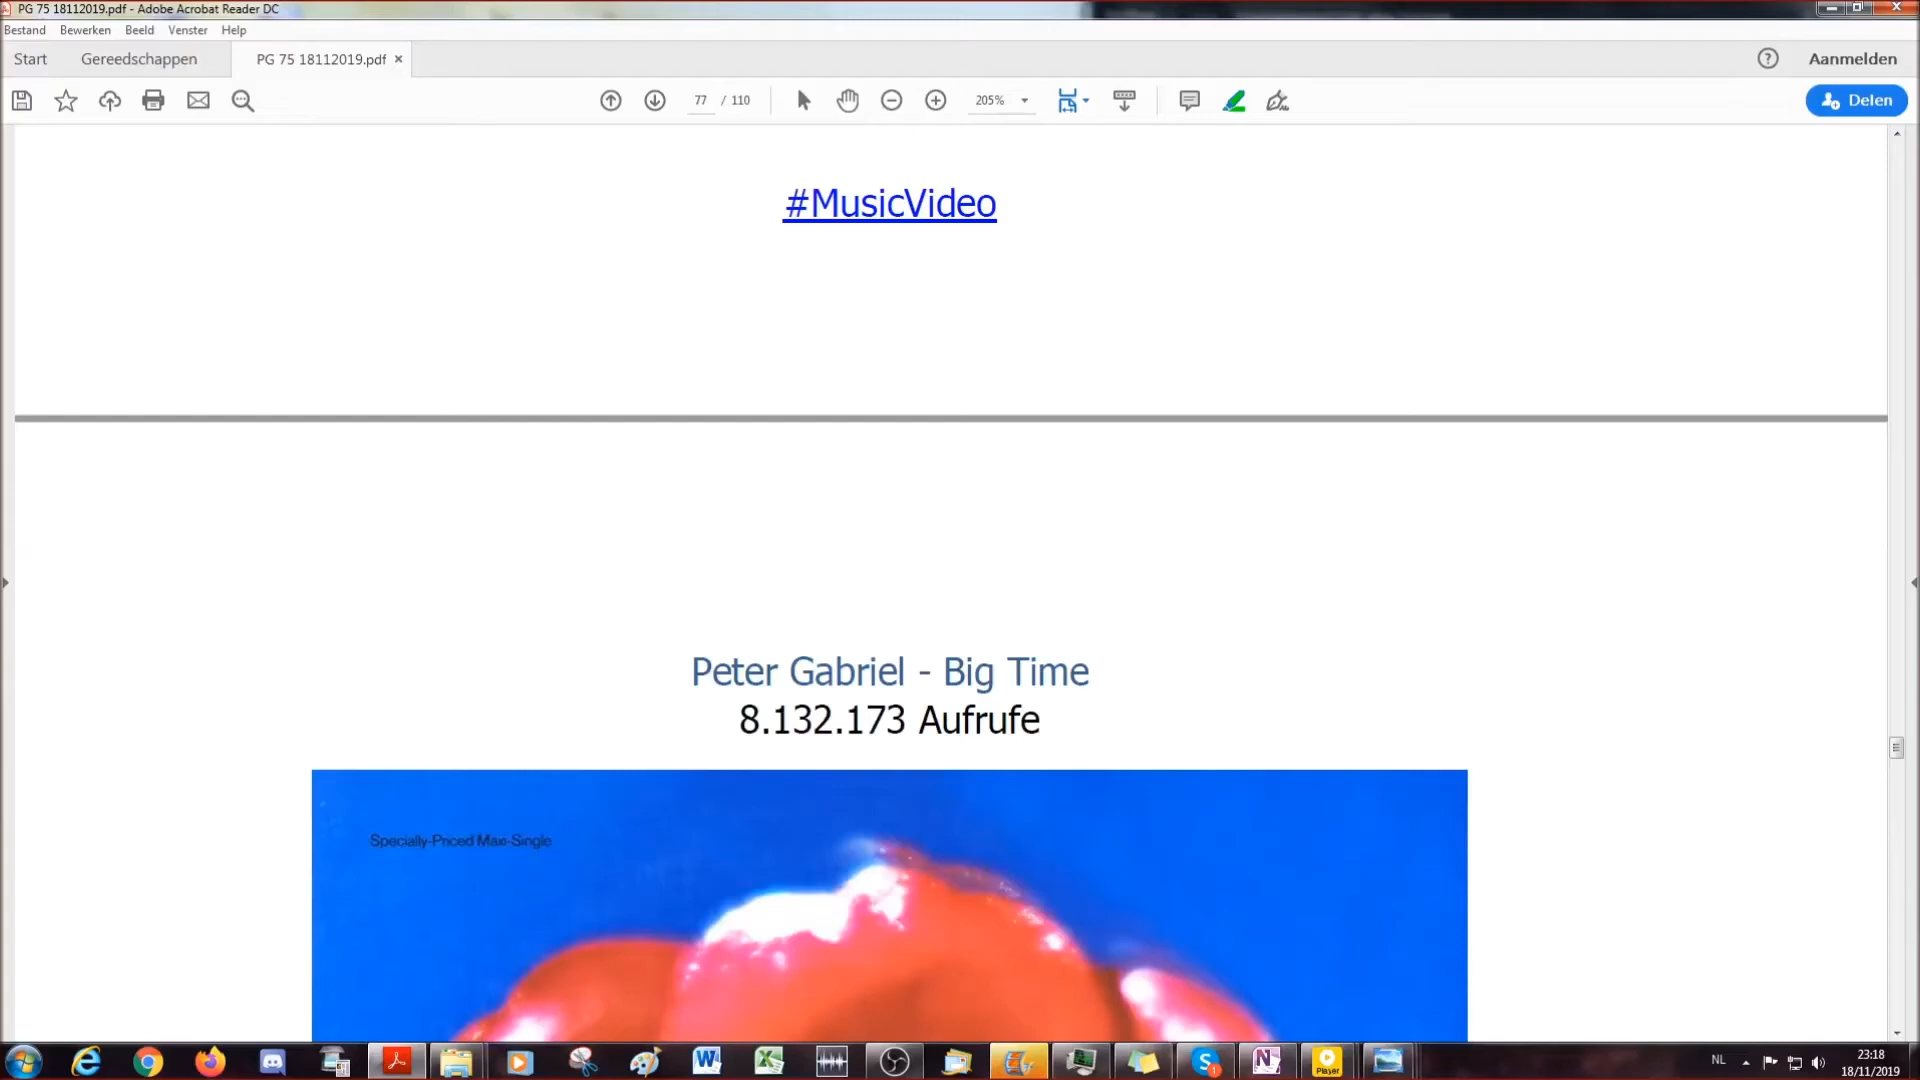 PG 75 18112019.pdf - Adobe Acrobat Reader DC
Bestand Bewerken Beeld Venster Help
Start Gereedschappen PG 75 18112019.pdf × Aanmelden
77 / 110 205% Delen
#MusicVideo
Peter Gabriel - Big Time
8.132.173 Aufrufe
Specially-Priced Maxi-Single
NL 23:18
18/11/2019
Player